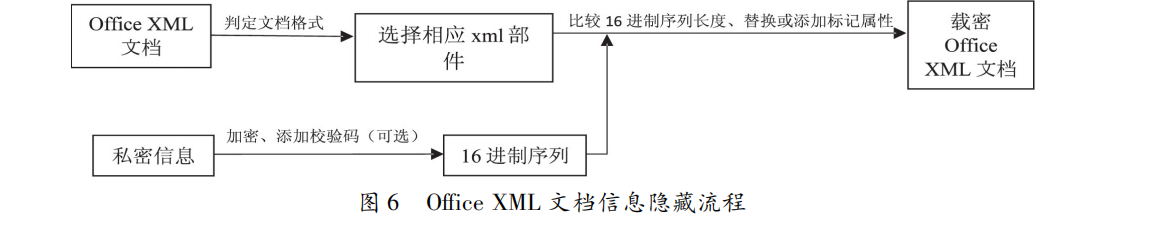 Office XML
文档
判定文档格式
选择相应 xml 部
件
比较 16 进制序列长度、替换或添加标记属性
载密
Office
XML 文档
私密信息
加密、添加校验码（可选）
16 进制序列
图 6 Office XML 文档信息隐藏流程